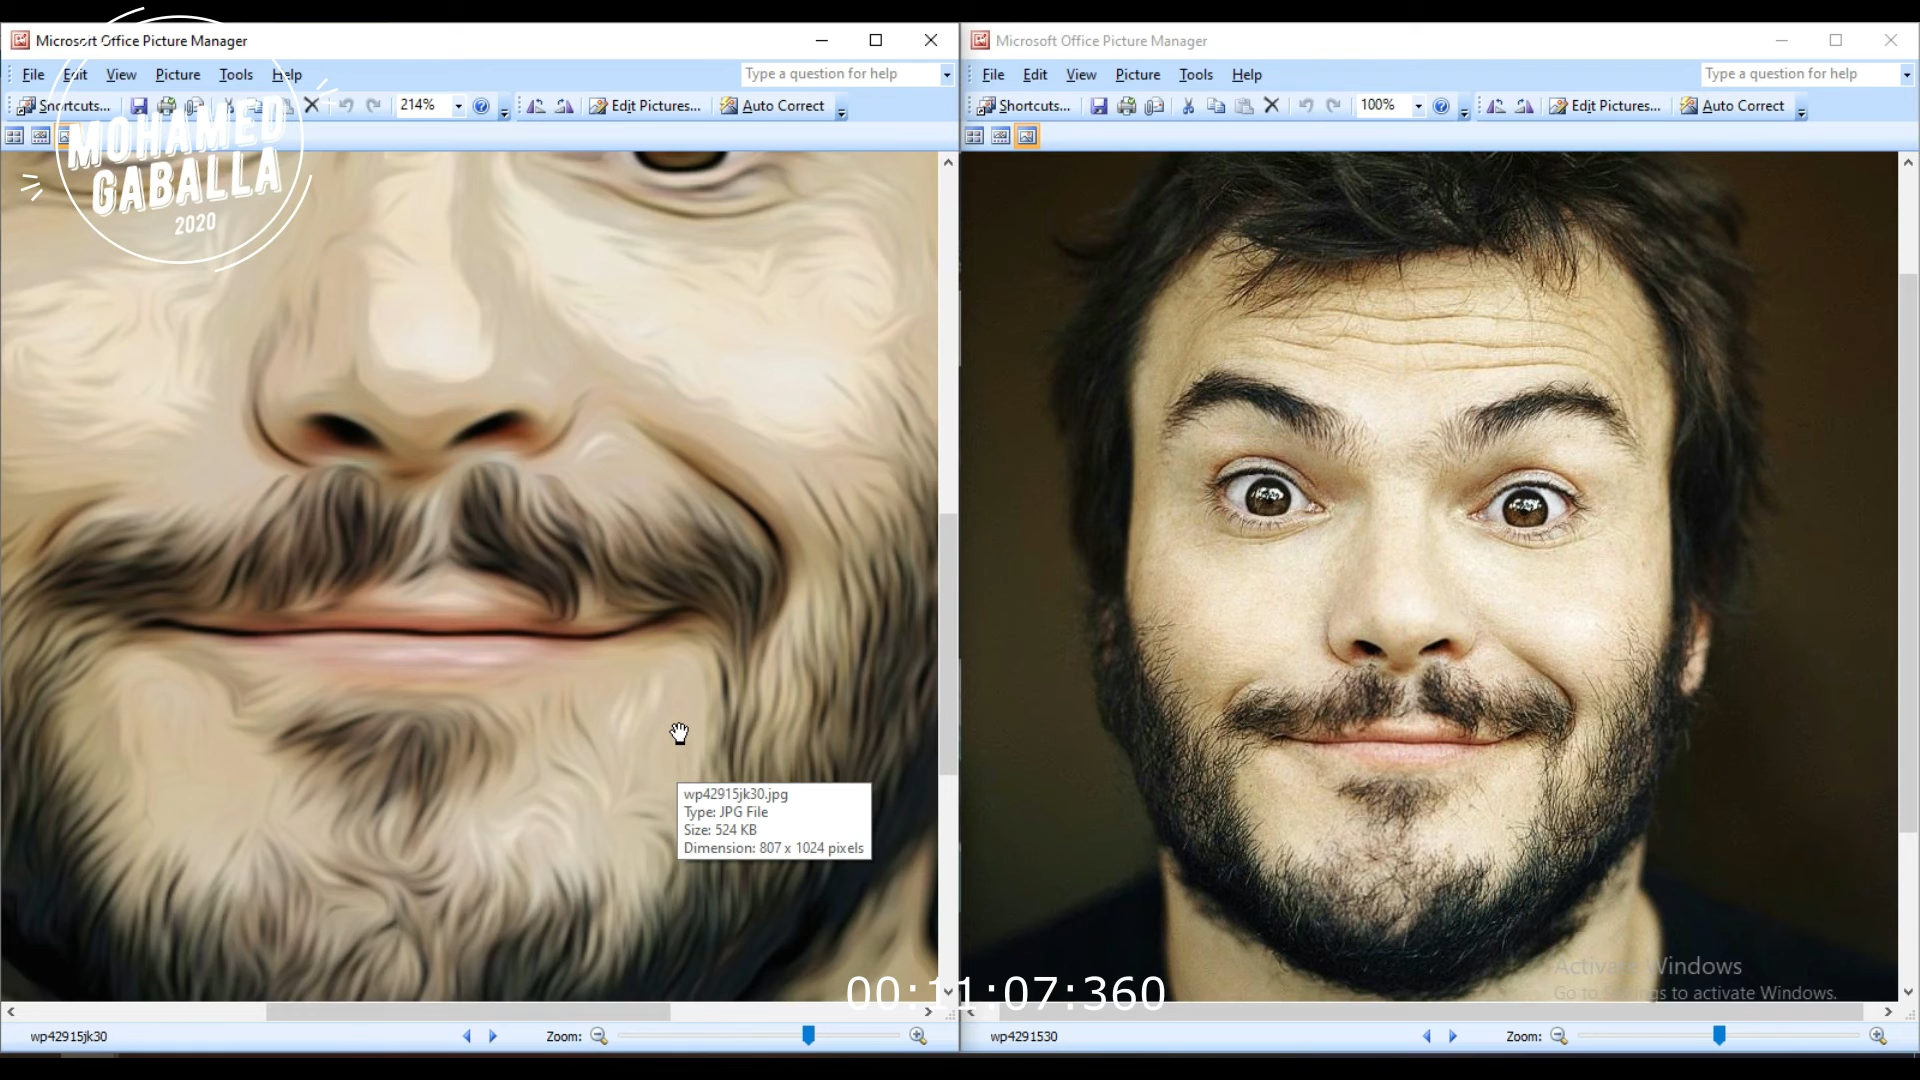 Microsoft Office Picture Manager
File Edit View Picture Tools Help
Type a question for help
Shortcuts...
214%
Edit Pictures...
Auto Correct
MOHAMED
GABALLA
2020
wp42915jk30.jpg
Type: JPG File
Size: 524 KB
Dimension: 807 x 1024 pixels
wp42915jk30
Zoom:
Microsoft Office Picture Manager
File Edit View Picture Tools Help
Type a question for help
Shortcuts...
100%
Edit Pictures...
Auto Correct
Activate Windows
Go to Settings to activate Windows.
00:11:07:360
wp4291530
Zoom: